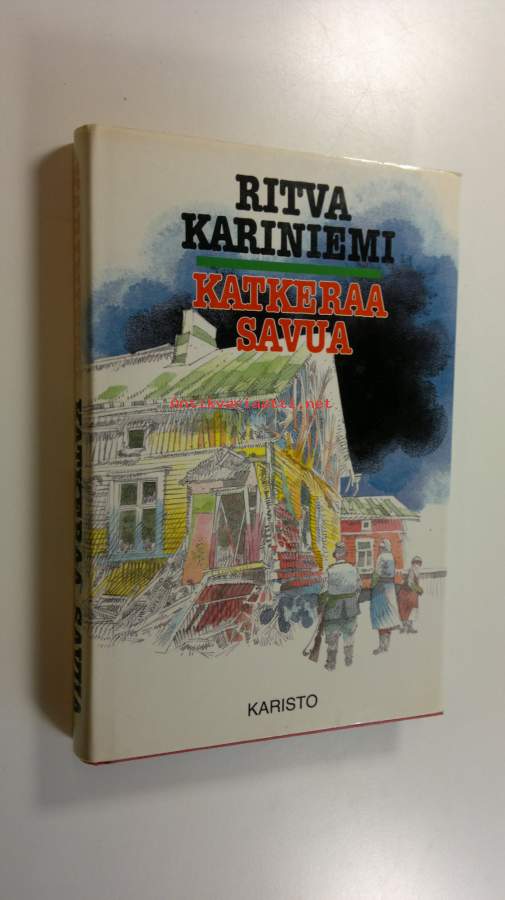 RITVA
KARINIEMI
KATKERAA
SAVUA
Antikvariaatti.net
KARISTO
KATKERAA SAVUA